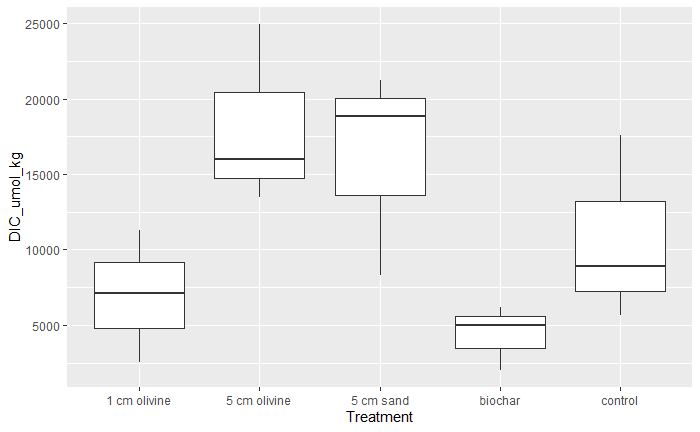 DIC_umol_kg
25000
20000
15000
10000
5000
1 cm olivine
5 cm olivine
5 cm sand
biochar
control
Treatment